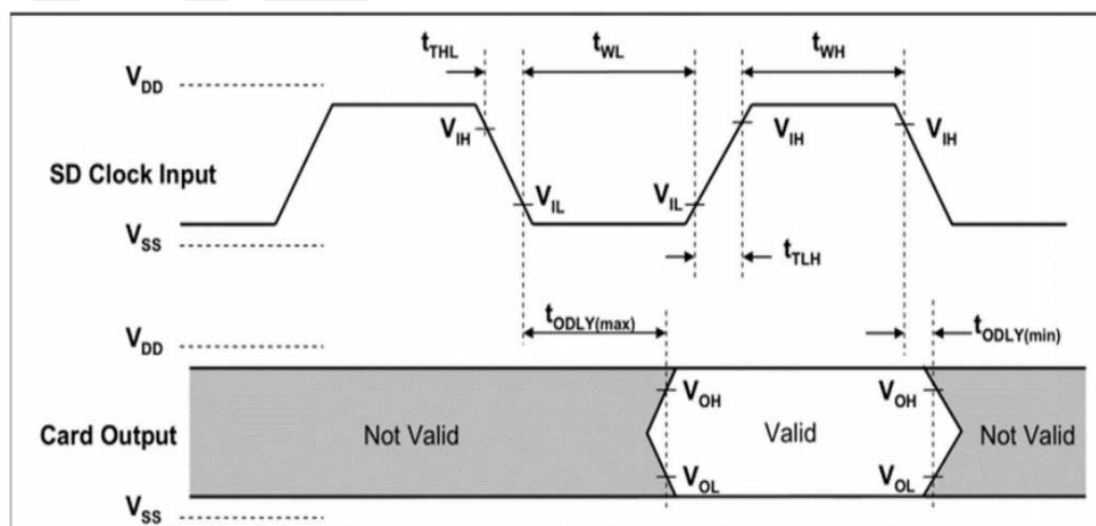 tTHL
tWL
tWH
VDD
VIH
VIH
VIH
SD Clock Input
VIL
VIL
VSS
tTLH
tODLY(max)
tODLY(min)
VDD
VOH
VOH
Card Output
Not Valid
Valid
Not Valid
VOL
VOL
VSS